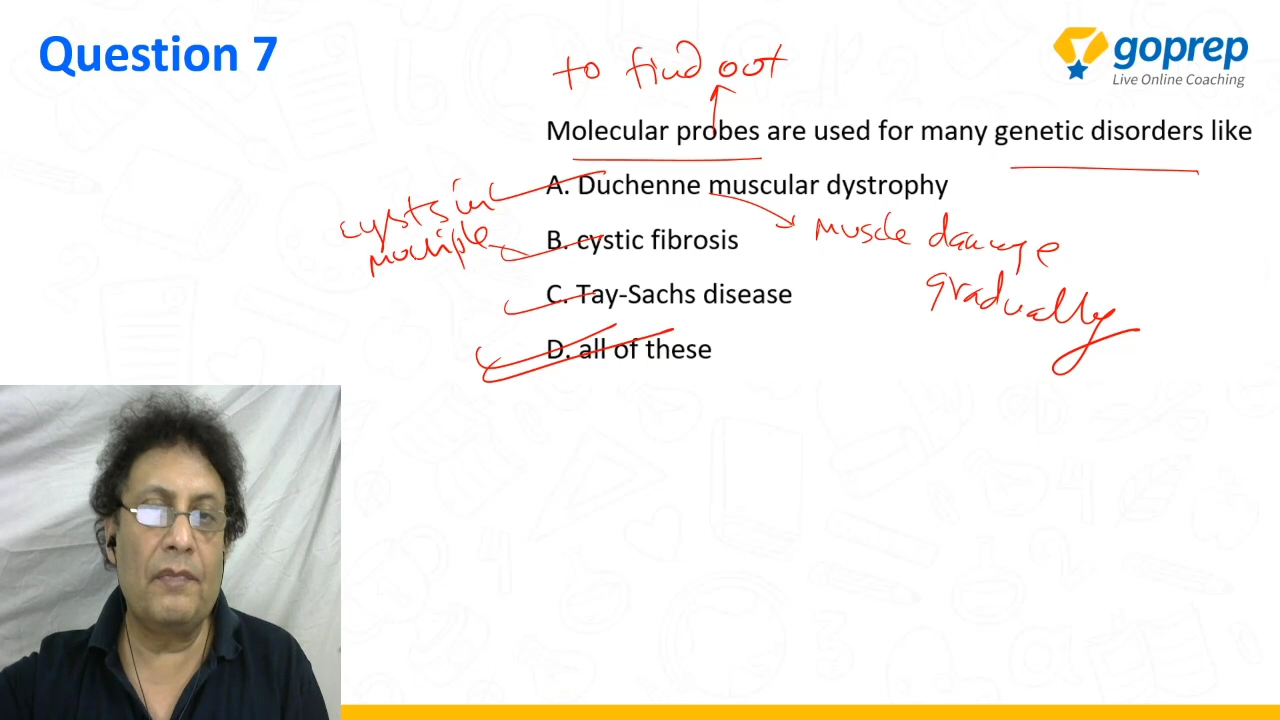 Question 7
goprep
Live Online Coaching
to find out
Molecular probes are used for many genetic disorders like
A. Duchenne muscular dystrophy
cysts in
multiple
B. cystic fibrosis
muscle damage
gradually
C. Tay-Sachs disease
D. all of these